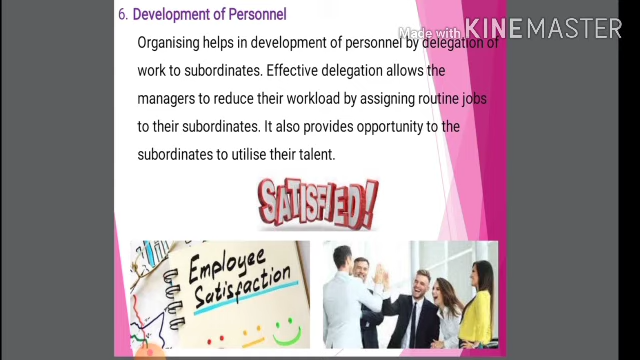 6. Development of Personnel
Made with KINEMASTER
Organising helps in development of personnel by delegation of
work to subordinates. Effective delegation allows the
managers to reduce their workload by assigning routine jobs
to their subordinates. It also provides opportunity to the
subordinates to utilise their talent.
SATISFIED!
Employee
Satisfaction